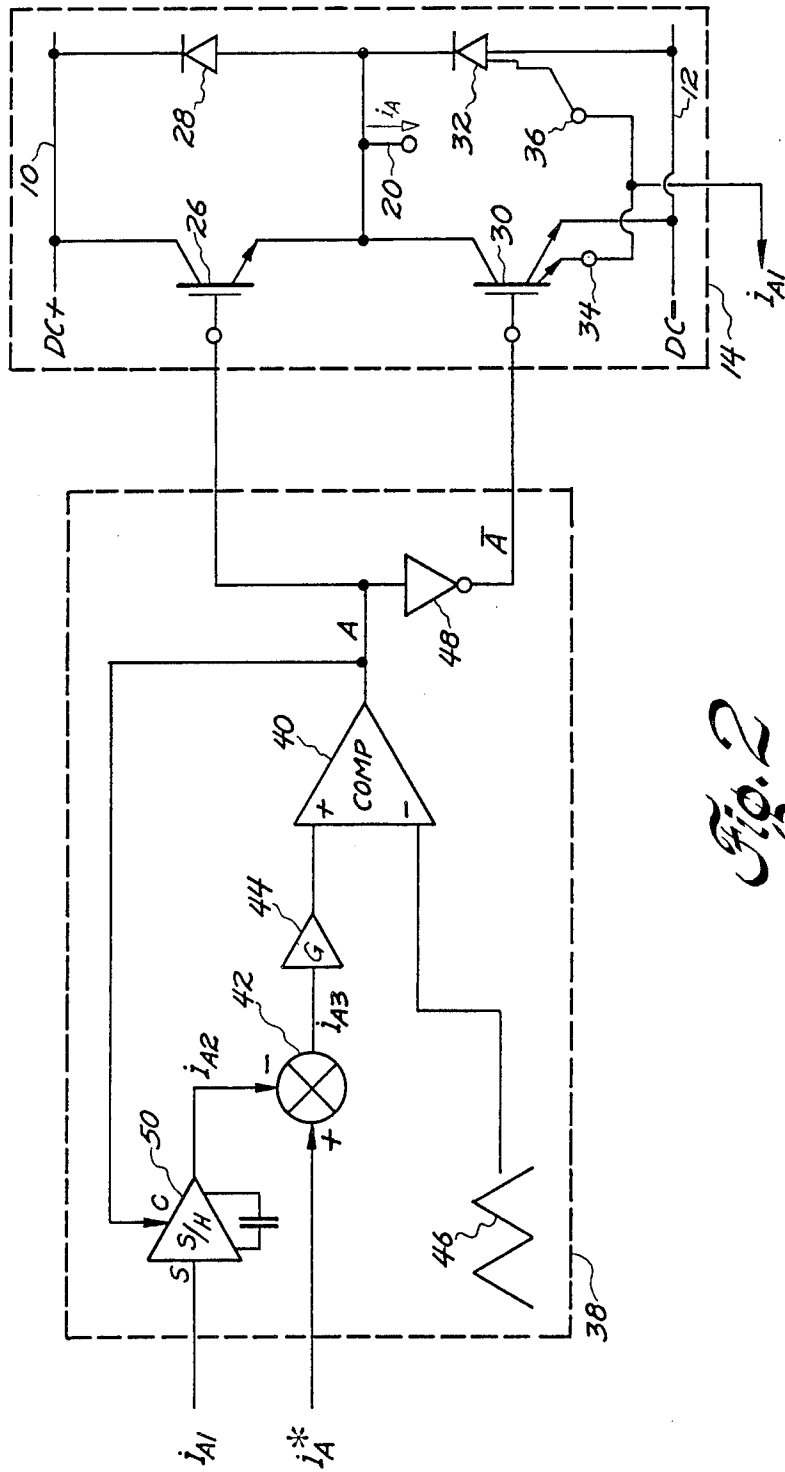 10
DC+
26
28
20
i_A
30
32
34
36
DC-
12
14
i_A1
A
A̅
48
40
COMP
+
-
44
G
i_A3
42
i_A2
-
+
50
C
S/H
S
46
38
i_A1
i_A*
Fig. 2